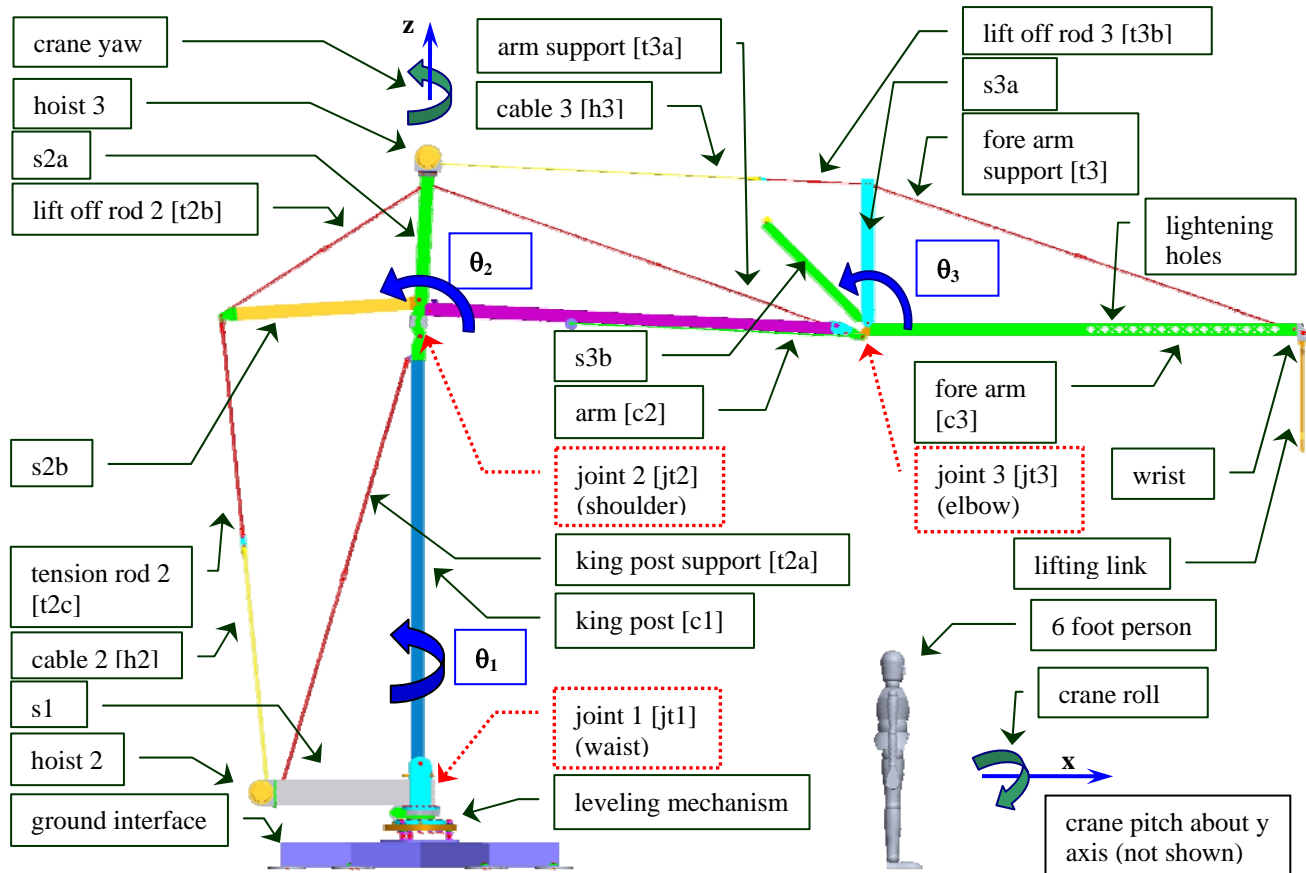 crane yaw
hoist 3
s2a
lift off rod 2 [t2b]
z
arm support [t3a]
cable 3 [h3]
lift off rod 3 [t3b]
s3a
fore arm
support [t3]
lightening
holes
θ2
θ3
s3b
arm [c2]
fore arm
[c3]
s2b
joint 2 [jt2]
(shoulder)
joint 3 [jt3]
(elbow)
wrist
tension rod 2
[t2c]
king post support [t2a]
lifting link
cable 2 [h2]
king post [c1]
6 foot person
θ1
s1
joint 1 [jt1]
(waist)
crane roll
hoist 2
x
ground interface
leveling mechanism
crane pitch about y
axis (not shown)